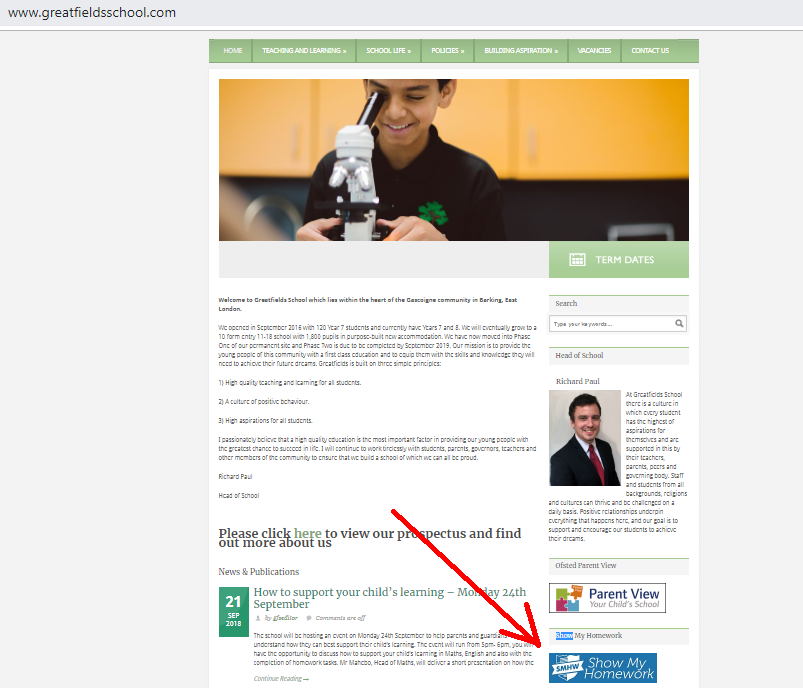 www.greatfieldsschool.com
HOME TEACHING AND LEARNING » SCHOOL LIFE » POLICIES » BUILDING ASPIRATION » VACANCIES CONTACT US
TERM DATES
Welcome to Greatfields School which lies within the heart of the Gascoigne community in Barking, East
London.
We opened in September 2016 with 120 Year 7 students and currently have Years 7 and 8. We will eventually grow to a
10 form entry 11-18 school with 1,800 pupils in purpose-built new accommodation. We have now moved into Phase
One of our permanent site and Phase Two is due to be completed by September 2019. Our mission is to provide the
young people of this community with a first class education and to equip them with the skills and knowledge they will
need to achieve their future dreams. Greatfields is built on three simple principles:
1) High quality teaching and learning for all students.
2) A culture of positive behaviour.
3) High aspirations for all students.
I passionately believe that a high quality education is the most important factor in providing our young people with
the greatest chance to succeed in life. I will continue to work tirelessly with students, parents, governors, teachers and
other members of the community to ensure that we build a school of which we can all be proud.
Richard Paul
Head of School
Please click here to view our prospectus and find
out more about us
News & Publications
21
SEP
2018
How to support your child's learning – Monday 24th
September
by gfseditor Comments are off
The school will be hosting an event on Monday 24th September to help parents and guardians
understand how they can best support their child's learning. The event will run from 5pm- 6pm, you will
have the opportunity to discuss how to support your child's learning in Maths, English and also with the
completion of homework tasks. Mr Mahcbo, Head of Maths, will deliver a short presentation on how the
Continue Reading →
Search
Type your keywords...
Head of School
Richard Paul
At Greatfields School
there is a culture in
which every student
has the highest of
aspirations for
themselves and are
supported in this by
their teachers,
parents, peers and
governing body. Staff
and students from all
backgrounds, religions
and cultures can thrive and be challenged on a
daily basis. Positive relationships underpin
everything that happens here, and our goal is to
support and encourage our students to achieve
their dreams.
Ofsted Parent View
Parent View
Your Child's School
Show My Homework
SMHW
Show My
Homework